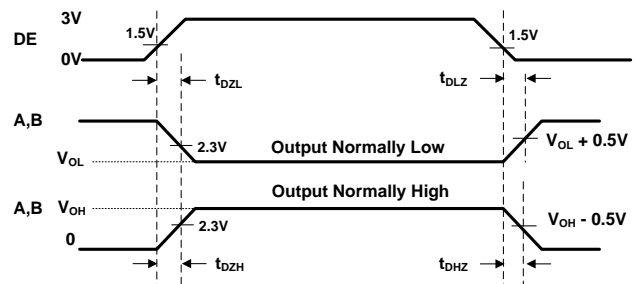 3V
DE
1.5V
1.5V
0V
tDZL
tDLZ
A,B
2.3V
Output Normally Low
VOL + 0.5V
VOL
Output Normally High
A,B
VOH
2.3V
VOH - 0.5V
0
tDZH
tDHZ